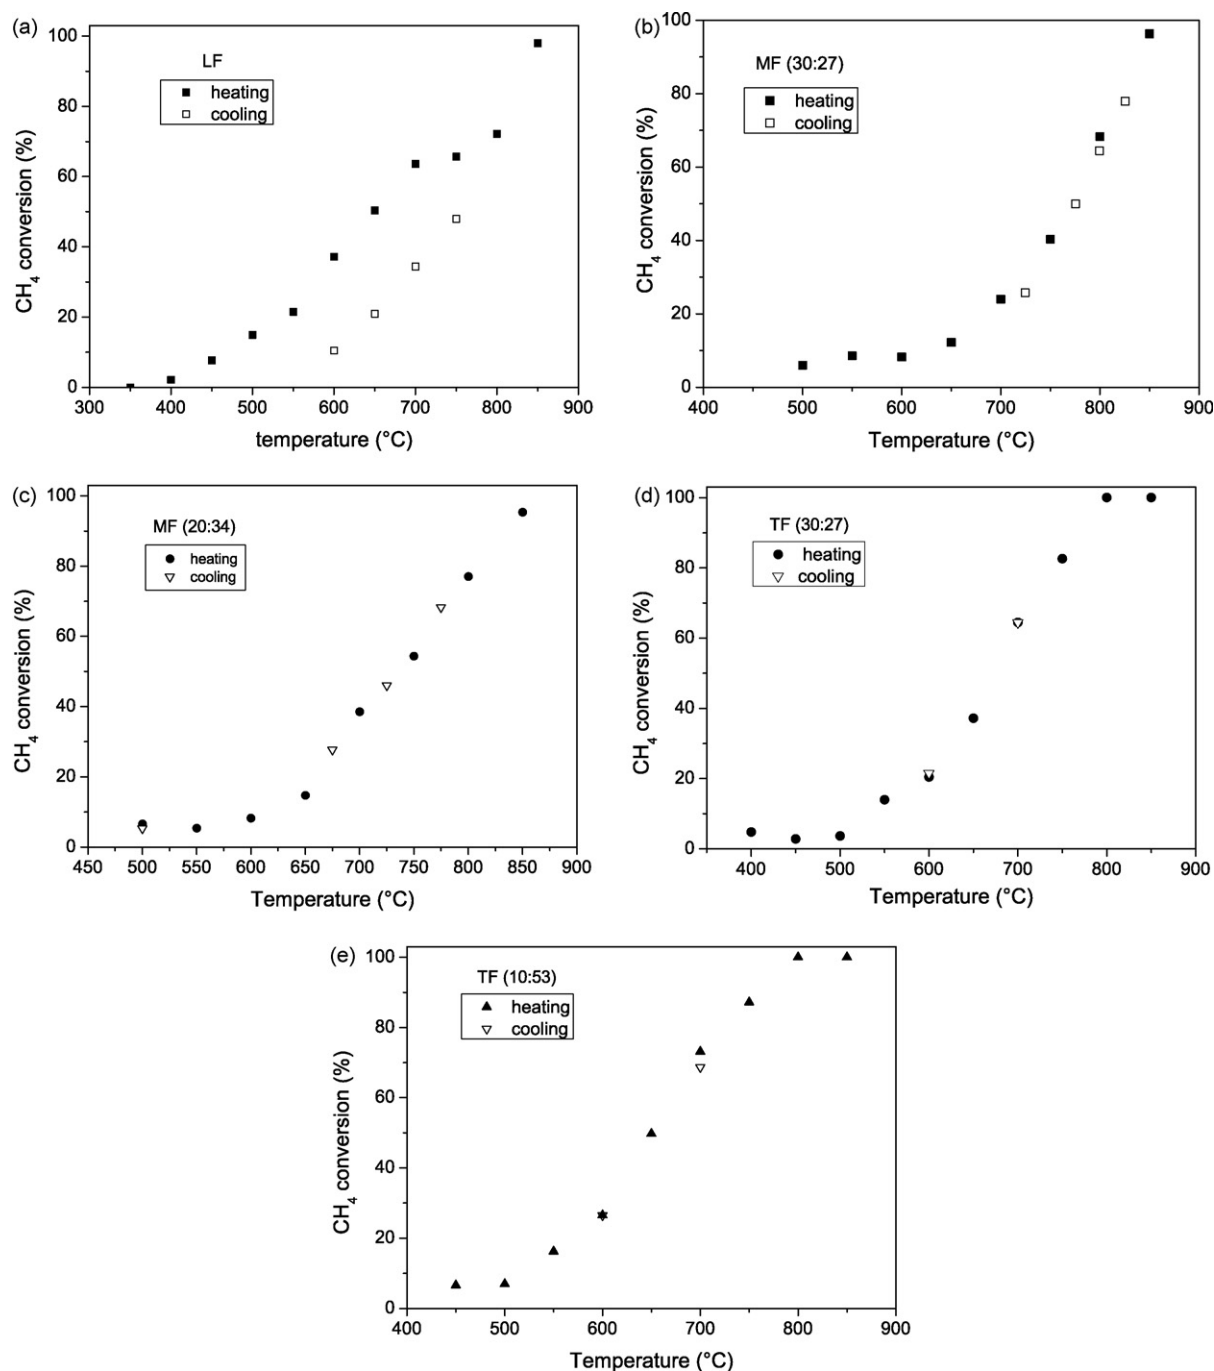 (a)
LF
heating
cooling
CH₄ conversion (%)
100
80
60
40
20
0
300 400 500 600 700 800 900
temperature (°C)
(b)
MF (30:27)
heating
cooling
CH₄ conversion (%)
100
80
60
40
20
0
400 500 600 700 800 900
Temperature (°C)
(c)
MF (20:34)
heating
cooling
CH₄ conversion (%)
100
80
60
40
20
0
450 500 550 600 650 700 750 800 850 900
Temperature (°C)
(d)
TF (30:27)
heating
cooling
CH₄ conversion (%)
100
80
60
40
20
0
400 500 600 700 800 900
Temperature (°C)
(e)
TF (10:53)
heating
cooling
CH₄ conversion (%)
100
80
60
40
20
0
400 500 600 700 800 900
Temperature (°C)